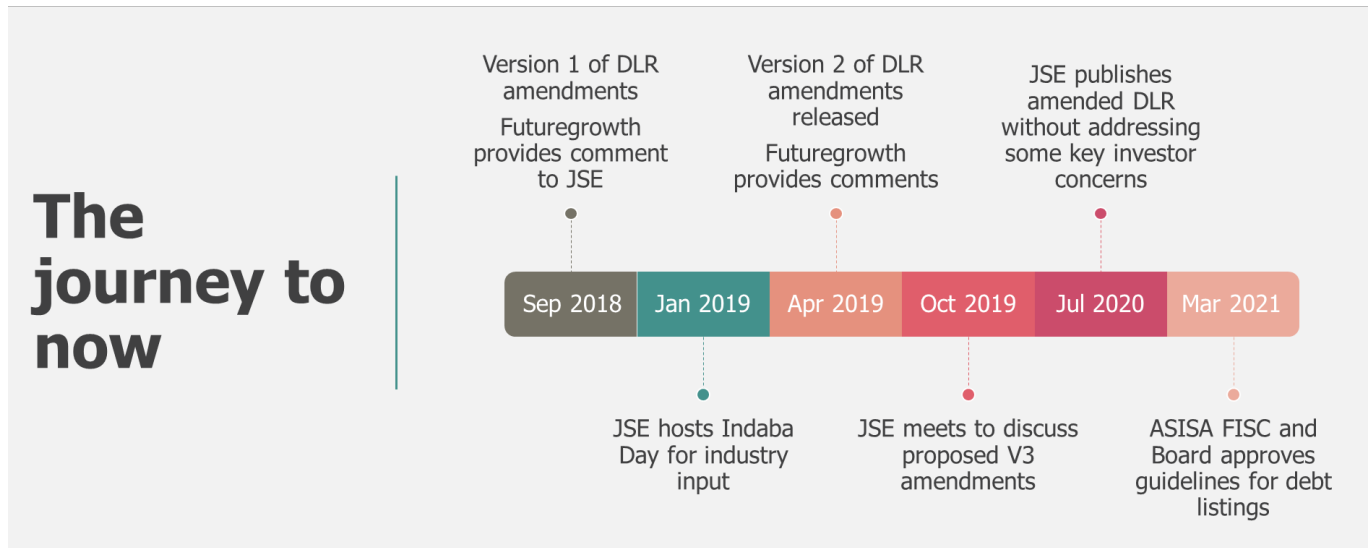 The
journey to
now
Version 1 of DLR
amendments
Futuregrowth
provides comment
to JSE
Version 2 of DLR
amendments
released
Futuregrowth
provides comments
JSE publishes
amended DLR
without addressing
some key investor
concerns
Sep 2018
Jan 2019
Apr 2019
Oct 2019
Jul 2020
Mar 2021
JSE hosts Indaba
Day for industry
input
JSE meets to discuss
proposed V3
amendments
ASISA FISC and
Board approves
guidelines for debt
listings